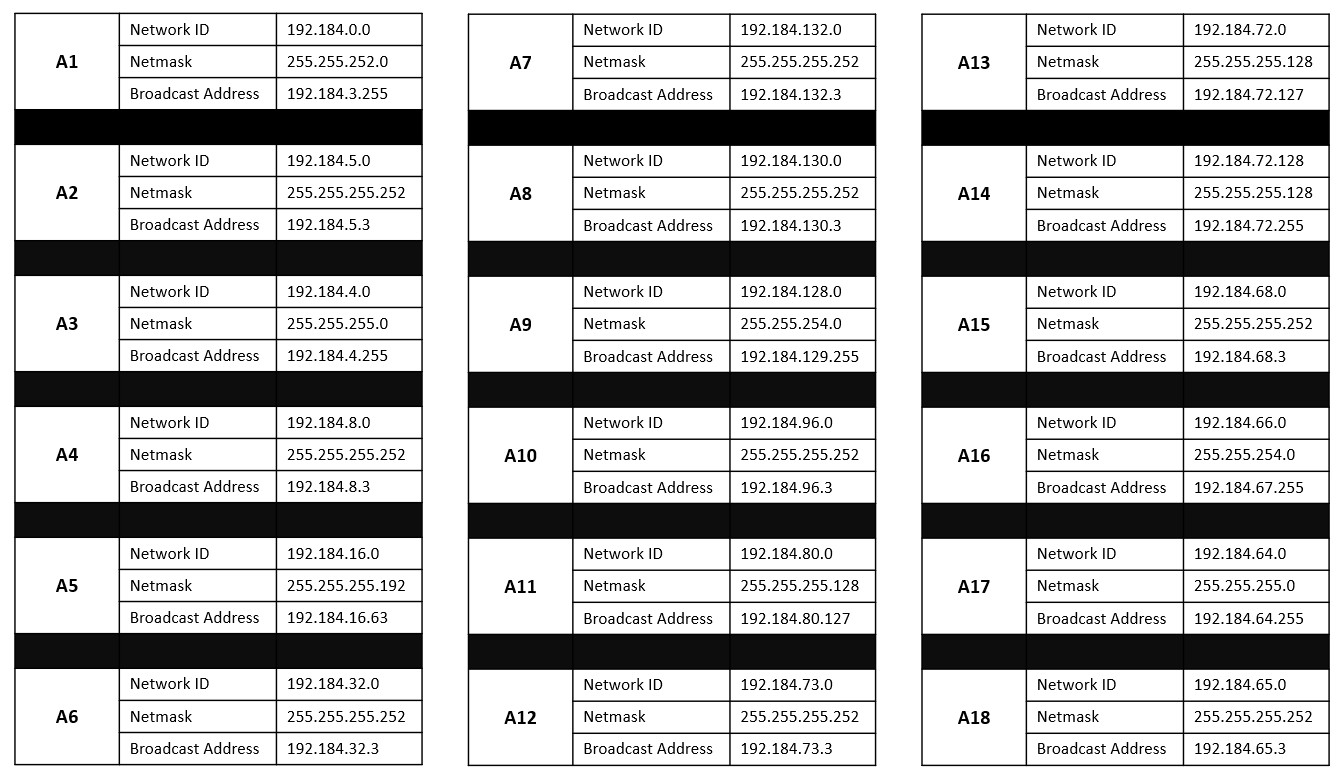 A1
Network ID 192.184.0.0
Netmask 255.255.252.0
Broadcast Address 192.184.3.255
A2
Network ID 192.184.5.0
Netmask 255.255.255.252
Broadcast Address 192.184.5.3
A3
Network ID 192.184.4.0
Netmask 255.255.255.0
Broadcast Address 192.184.4.255
A4
Network ID 192.184.8.0
Netmask 255.255.255.252
Broadcast Address 192.184.8.3
A5
Network ID 192.184.16.0
Netmask 255.255.255.192
Broadcast Address 192.184.16.63
A6
Network ID 192.184.32.0
Netmask 255.255.255.252
Broadcast Address 192.184.32.3
A7
Network ID 192.184.132.0
Netmask 255.255.255.252
Broadcast Address 192.184.132.3
A8
Network ID 192.184.130.0
Netmask 255.255.255.252
Broadcast Address 192.184.130.3
A9
Network ID 192.184.128.0
Netmask 255.255.254.0
Broadcast Address 192.184.129.255
A10
Network ID 192.184.96.0
Netmask 255.255.255.252
Broadcast Address 192.184.96.3
A11
Network ID 192.184.80.0
Netmask 255.255.255.128
Broadcast Address 192.184.80.127
A12
Network ID 192.184.73.0
Netmask 255.255.255.252
Broadcast Address 192.184.73.3
A13
Network ID 192.184.72.0
Netmask 255.255.255.128
Broadcast Address 192.184.72.127
A14
Network ID 192.184.72.128
Netmask 255.255.255.128
Broadcast Address 192.184.72.255
A15
Network ID 192.184.68.0
Netmask 255.255.255.252
Broadcast Address 192.184.68.3
A16
Network ID 192.184.66.0
Netmask 255.255.254.0
Broadcast Address 192.184.67.255
A17
Network ID 192.184.64.0
Netmask 255.255.255.0
Broadcast Address 192.184.64.255
A18
Network ID 192.184.65.0
Netmask 255.255.255.252
Broadcast Address 192.184.65.3